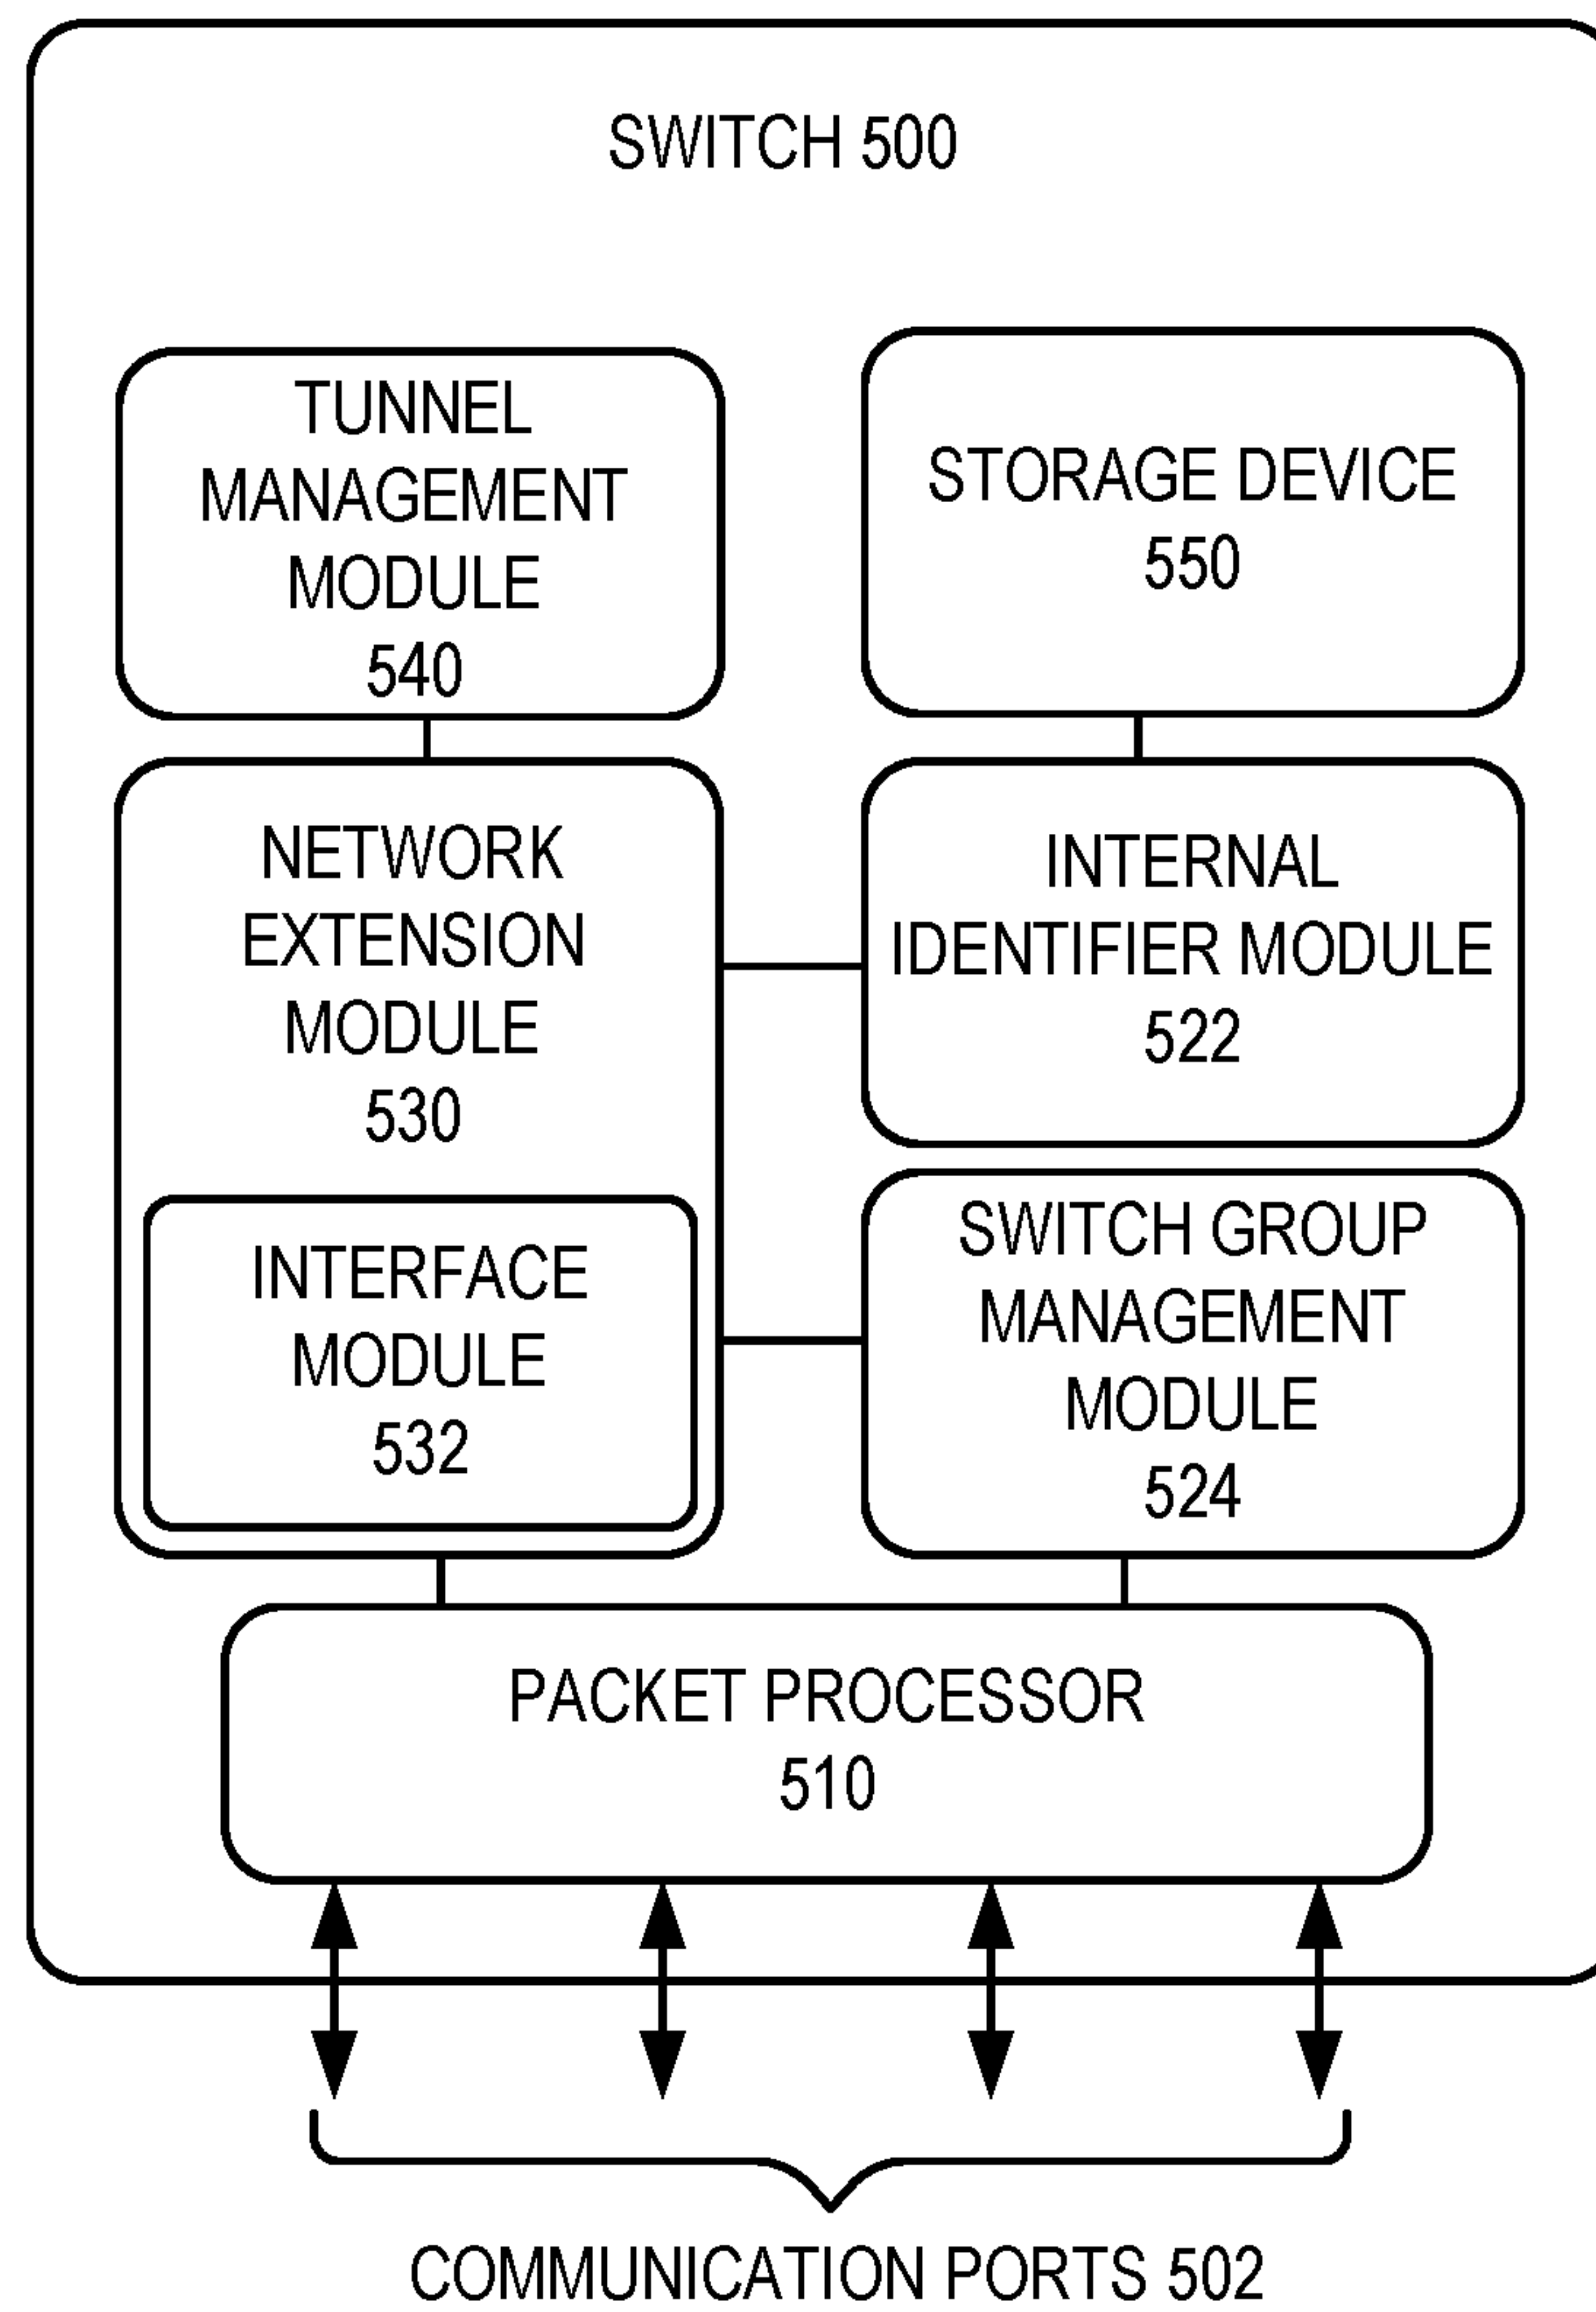 SWITCH 500
TUNNEL
MANAGEMENT
MODULE
540
STORAGE DEVICE
550
NETWORK
EXTENSION
MODULE
530
INTERNAL
IDENTIFIER MODULE
522
INTERFACE
MODULE
532
SWITCH GROUP
MANAGEMENT
MODULE
524
PACKET PROCESSOR
510
COMMUNICATION PORTS 502